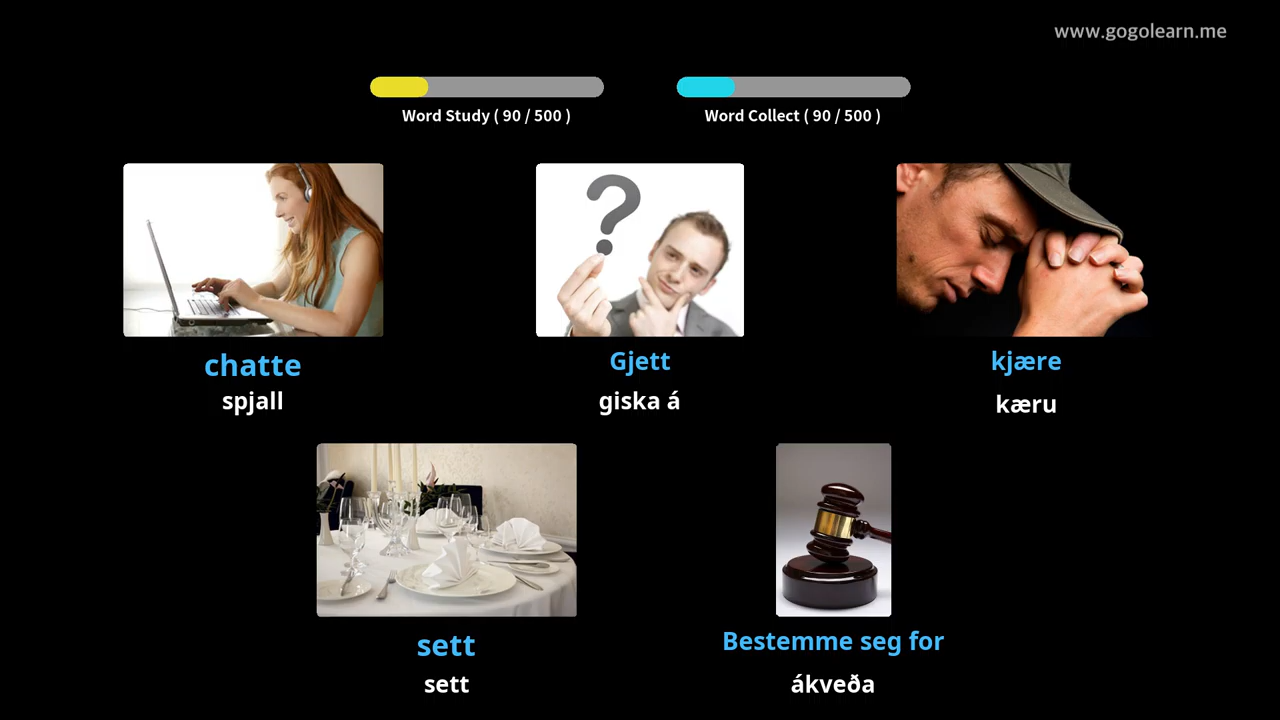 www.gogolearn.me
Word Study ( 90 / 500 )
Word Collect ( 90 / 500 )
chatte
spjall
Gjett
giska á
kjære
kæru
sett
sett
Bestemme seg for
ákveða